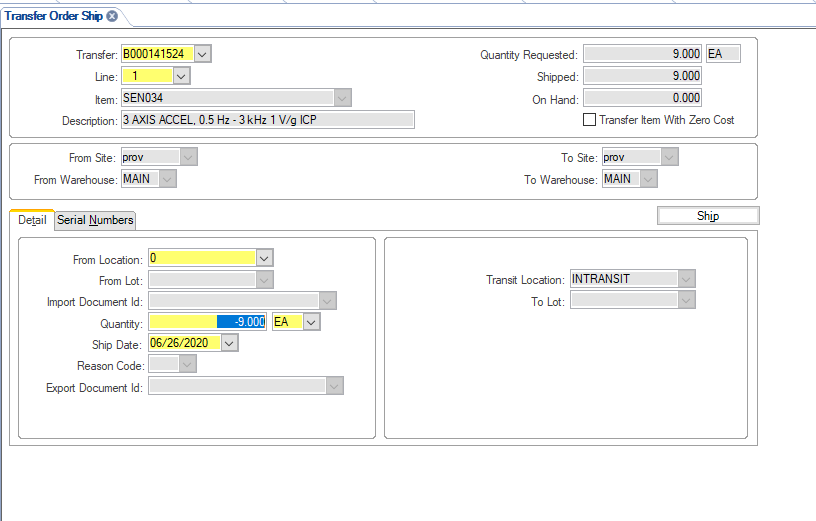 Transfer Order Ship
Transfer: B000141524 Quantity Requested: 9.000 EA
Line: 1 Shipped: 9.000
Item: SEN034 On Hand: 0.000
Description: 3 AXIS ACCEL, 0.5 Hz - 3 kHz 1 V/g ICP Transfer Item With Zero Cost
From Site: prov To Site: prov
From Warehouse: MAIN To Warehouse: MAIN
Detail Serial Numbers Ship
From Location: 0
From Lot: Transit Location: INTRANSIT
Import Document Id: To Lot:
Quantity: -9.000 EA
Ship Date: 06/26/2020
Reason Code:
Export Document Id: